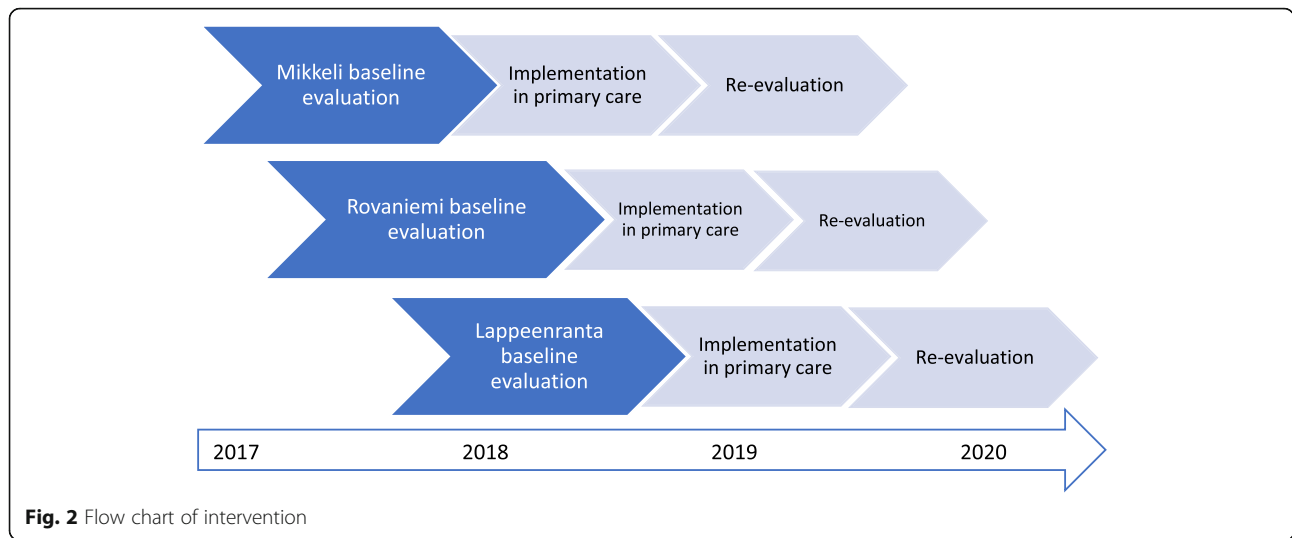 Mikkeli baseline
evaluation
Implementation
in primary care
Re-evaluation
Rovaniemi baseline
evaluation
Implementation
in primary care
Re-evaluation
Lappeenranta
baseline
evaluation
Implementation
in primary care
Re-evaluation
2017 2018 2019 2020
Fig. 2 Flow chart of intervention